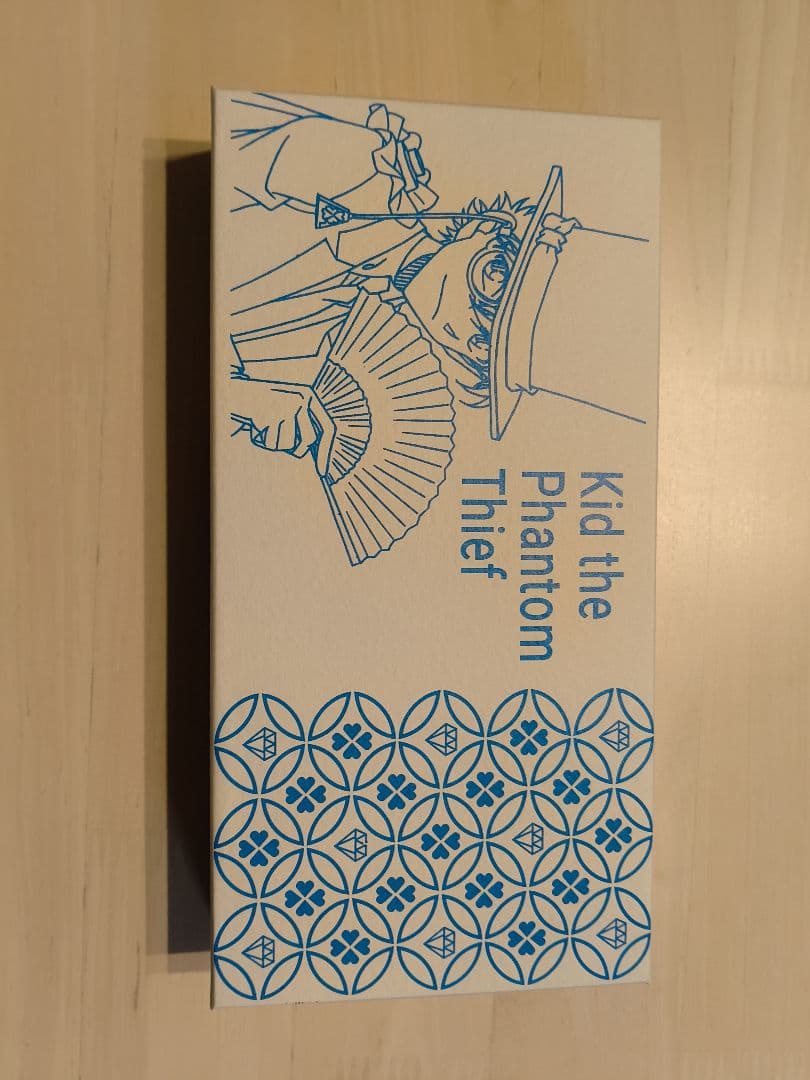 Kid the
Phantom
Thief